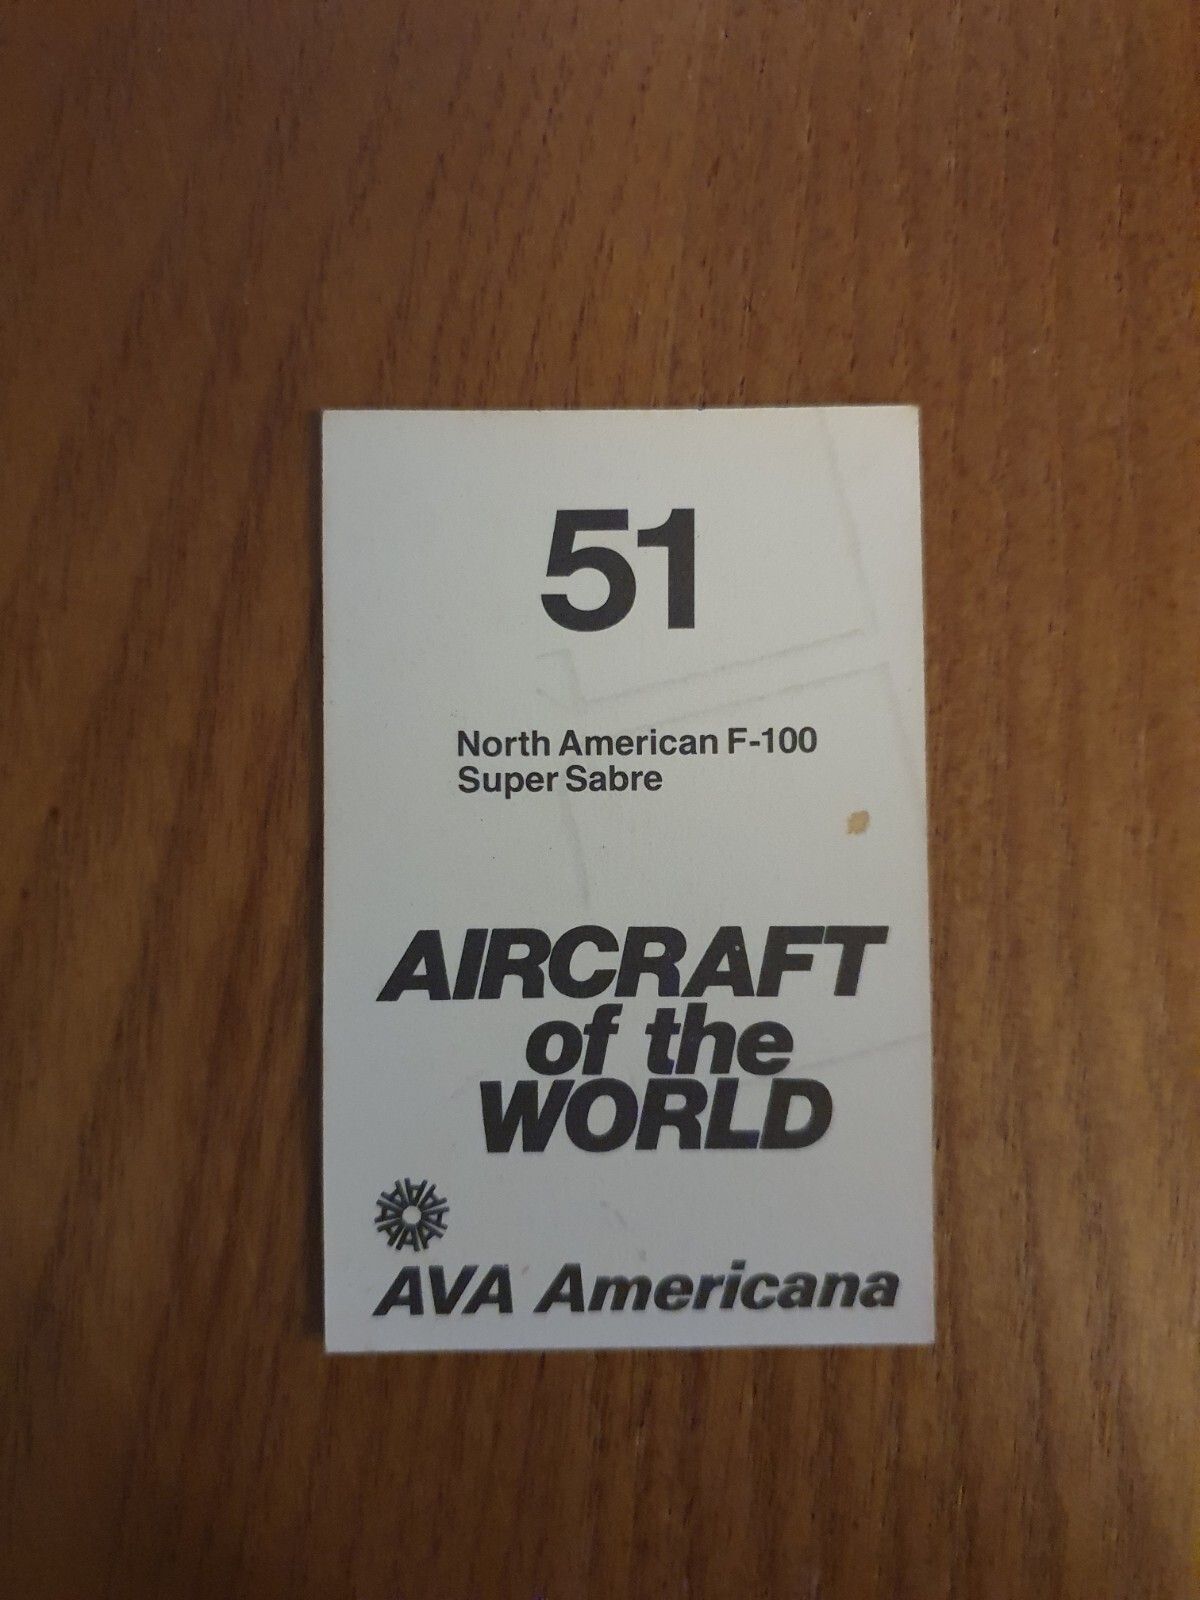 51
North American F-100
Super Sabre
AIRCRAFT
of the
WORLD
AVA Americana